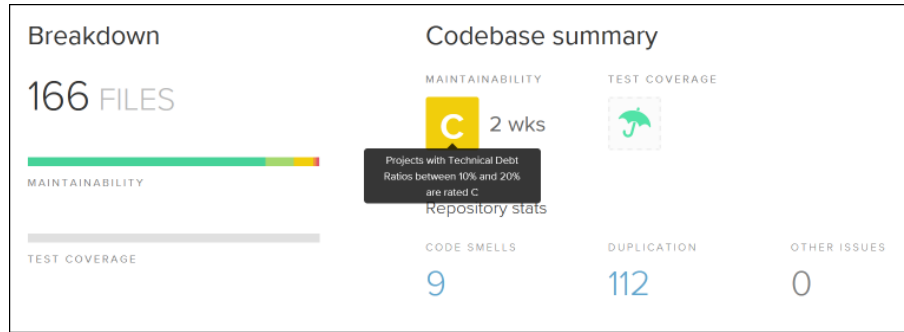 Breakdown
166 FILES
MAINTAINABILITY
TEST COVERAGE
Codebase summary
MAINTAINABILITY
C 2 wks
Projects with Technical Debt
Ratios between 10% and 20%
are rated C
TEST COVERAGE
Repository stats
CODE SMELLS
9
DUPLICATION
112
OTHER ISSUES
0